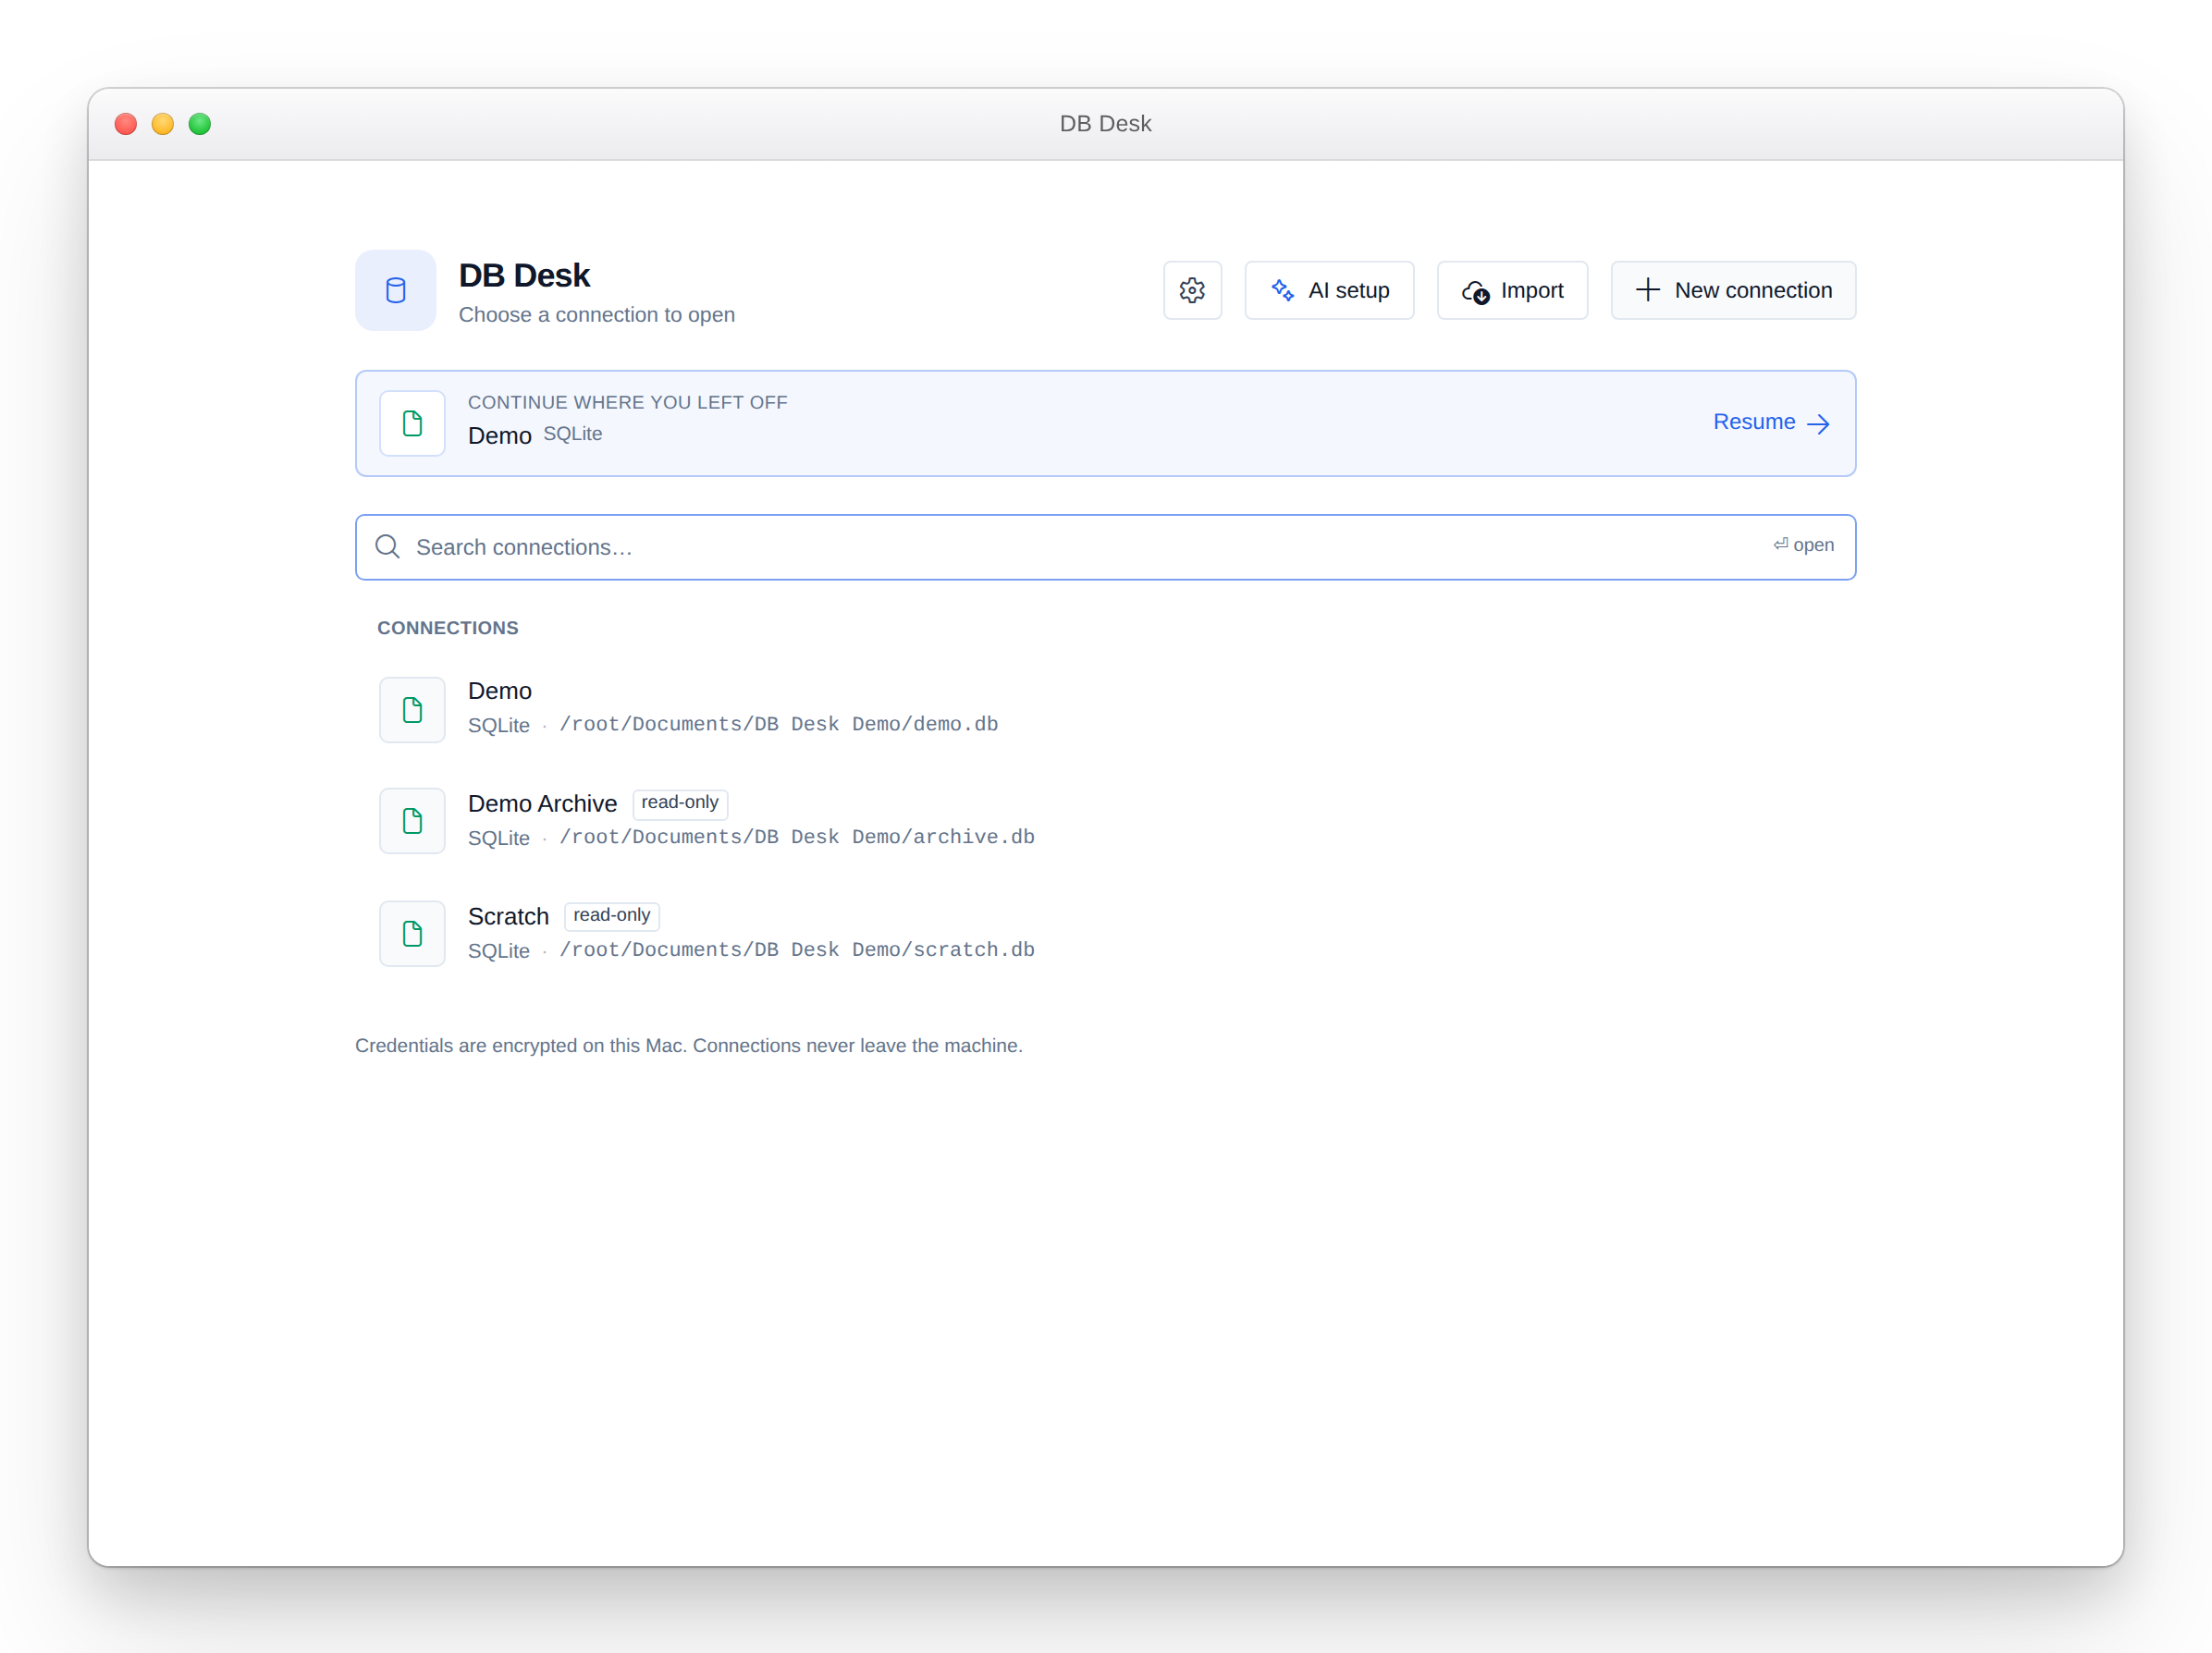 DB Desk
DB Desk
Choose a connection to open
AI setup
Import
New connection
CONTINUE WHERE YOU LEFT OFF
Demo SQLite
Resume
Search connections…
⏎ open
CONNECTIONS
Demo
SQLite · /root/Documents/DB Desk Demo/demo.db
Demo Archive read-only
SQLite · /root/Documents/DB Desk Demo/archive.db
Scratch read-only
SQLite · /root/Documents/DB Desk Demo/scratch.db
Credentials are encrypted on this Mac. Connections never leave the machine.